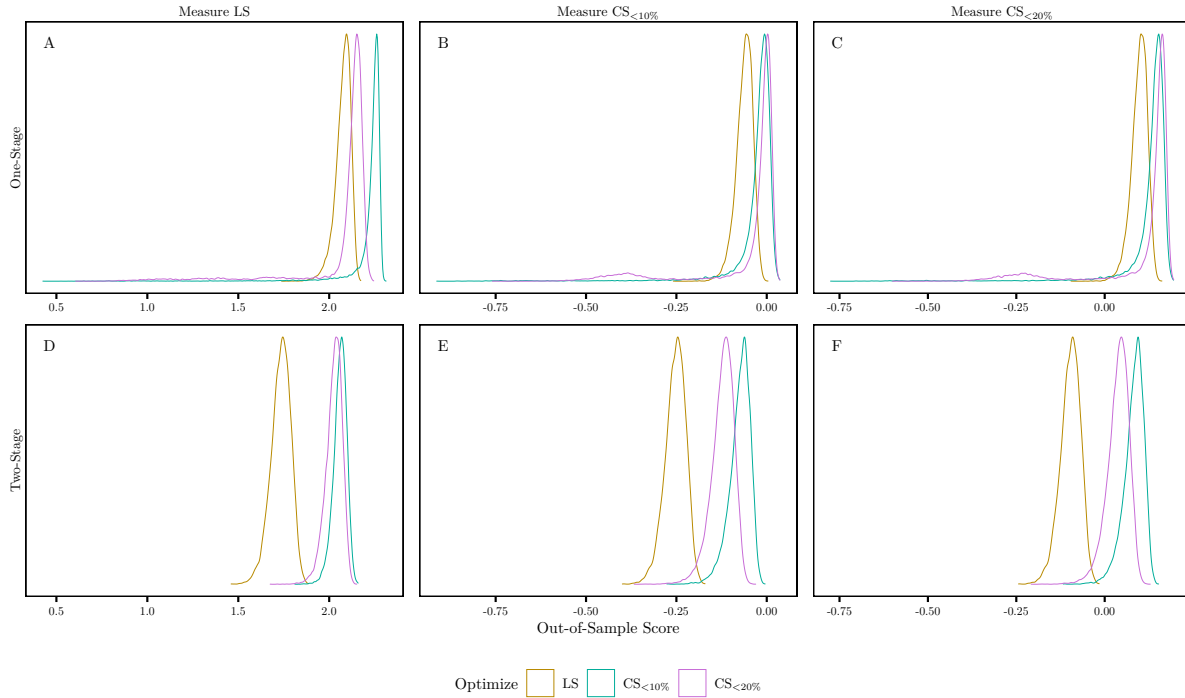 Measure LS
Measure CS<10%
Measure CS<20%
One-Stage
A
B
C
0.5 1.0 1.5 2.0
-0.75 -0.50 -0.25 0.00
-0.75 -0.50 -0.25 0.00
Two-Stage
D
E
F
0.5 1.0 1.5 2.0
-0.75 -0.50 -0.25 0.00
-0.75 -0.50 -0.25 0.00
Out-of-Sample Score
Optimize LS CS<10% CS<20%